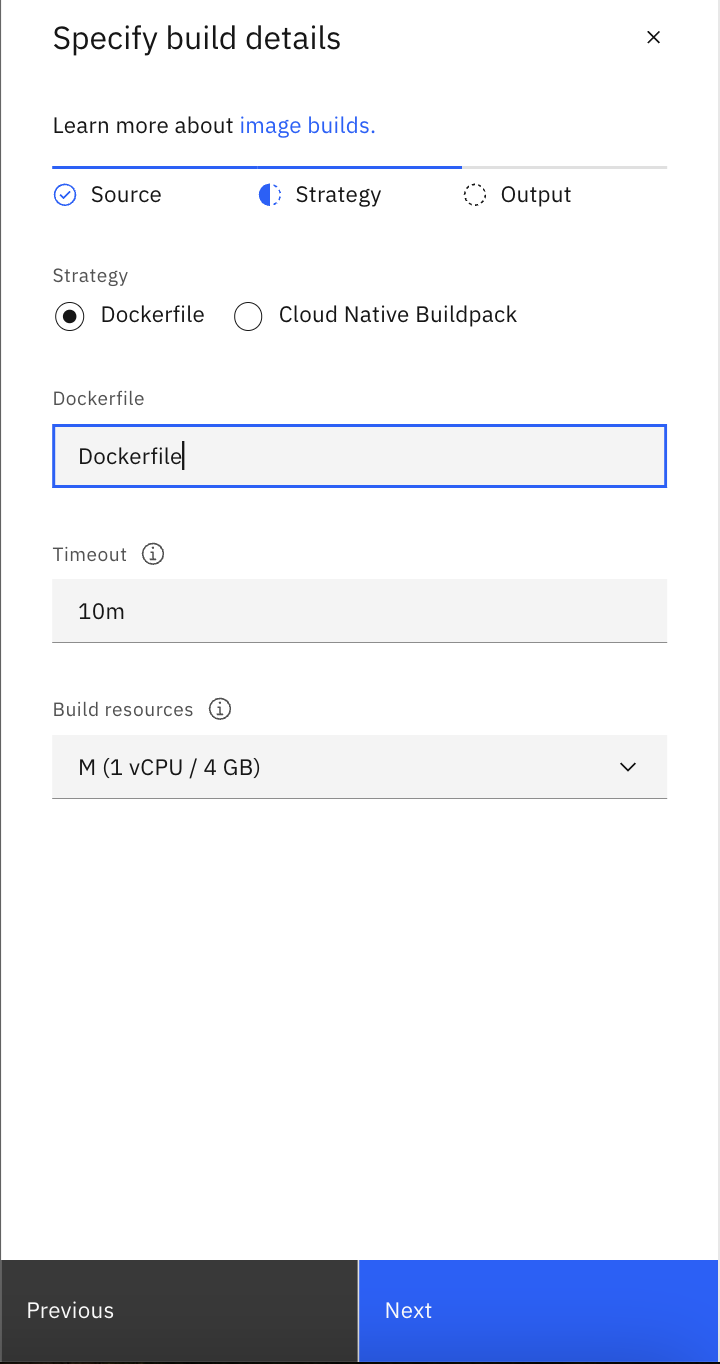 Specify build details
Learn more about image builds.
Source Strategy Output
Strategy
Dockerfile Cloud Native Buildpack
Dockerfile
Dockerfile
Timeout
10m
Build resources
M (1 vCPU / 4 GB)
Previous Next